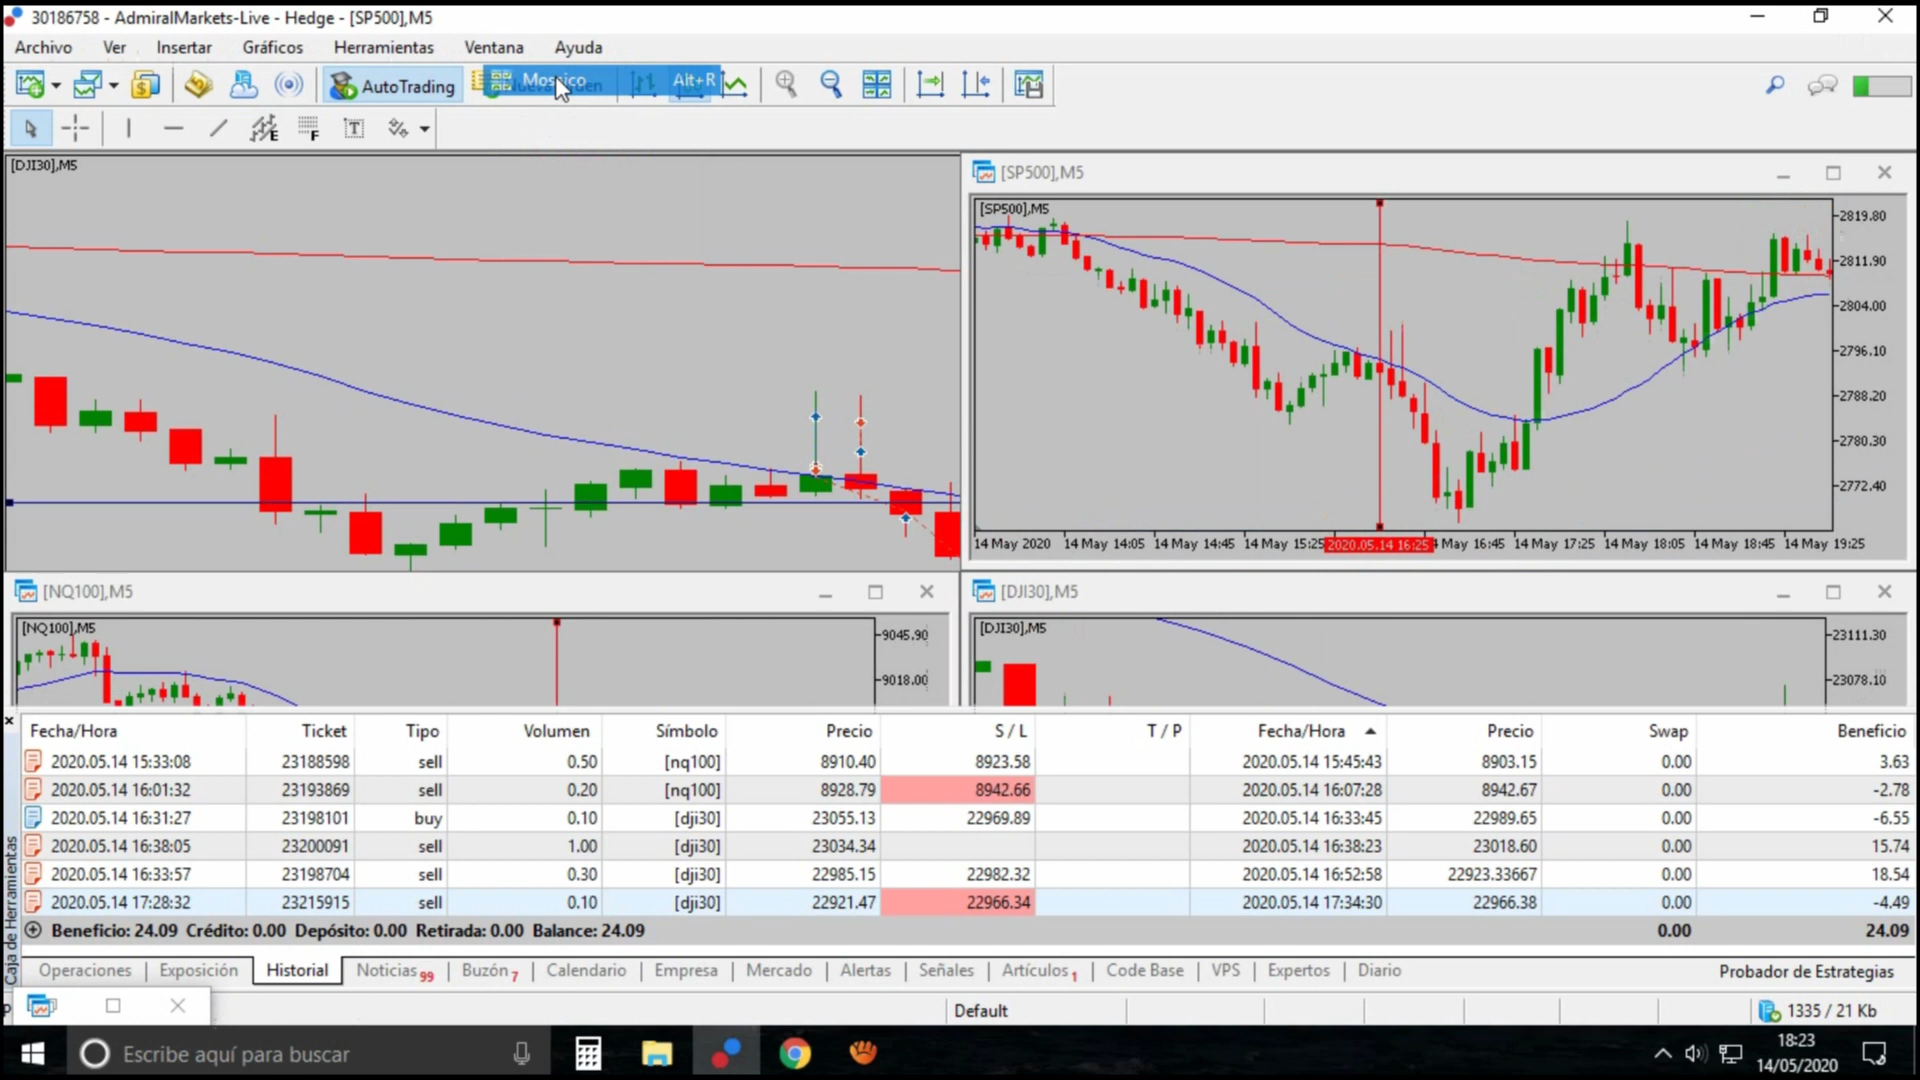 30186758 - AdmiralMarkets-Live - Hedge - [SP500],M5
Archivo Ver Insertar Gráficos Herramientas Ventana Ayuda
AutoTrading Mosaico Alt+R
E F T
[DJI30],M5
[SP500],M5
[SP500],M5
2819.80
2811.90
2804.00
2796.10
2788.20
2780.30
2772.40
14 May 2020 14 May 14:05 14 May 14:45 14 May 15:25 2020.05.14 16:25 May 16:45 14 May 17:25 14 May 18:05 14 May 18:45 14 May 19:25
[NQ100],M5
[NQ100],M5
9045.90
9018.00
[DJI30],M5
[DJI30],M5
23111.30
23078.10
Fecha/Hora Ticket Tipo Volumen Símbolo Precio S / L T / P Fecha/Hora Precio Swap Beneficio
2020.05.14 15:33:08 23188598 sell 0.50 [nq100] 8910.40 8923.58 2020.05.14 15:45:43 8903.15 0.00 3.63
2020.05.14 16:01:32 23193869 sell 0.20 [nq100] 8928.79 8942.66 2020.05.14 16:07:28 8942.67 0.00 -2.78
2020.05.14 16:31:27 23198101 buy 0.10 [dji30] 23055.13 22969.89 2020.05.14 16:33:45 22989.65 0.00 -6.55
2020.05.14 16:38:05 23200091 sell 1.00 [dji30] 23034.34 2020.05.14 16:38:23 23018.60 0.00 15.74
2020.05.14 16:33:57 23198704 sell 0.30 [dji30] 22985.15 22982.32 2020.05.14 16:52:58 22923.33667 0.00 18.54
2020.05.14 17:28:32 23215915 sell 0.10 [dji30] 22921.47 22966.34 2020.05.14 17:34:30 22966.38 0.00 -4.49
Beneficio: 24.09 Crédito: 0.00 Depósito: 0.00 Retirada: 0.00 Balance: 24.09 0.00 24.09
Caja de Herramientas
Operaciones Exposición Historial Noticias 99 Buzón 7 Calendario Empresa Mercado Alertas Señales Artículos 1 Code Base VPS Expertos Diario Probador de Estrategias
Default 1335 / 21 Kb
Escribe aquí para buscar
18:23
14/05/2020